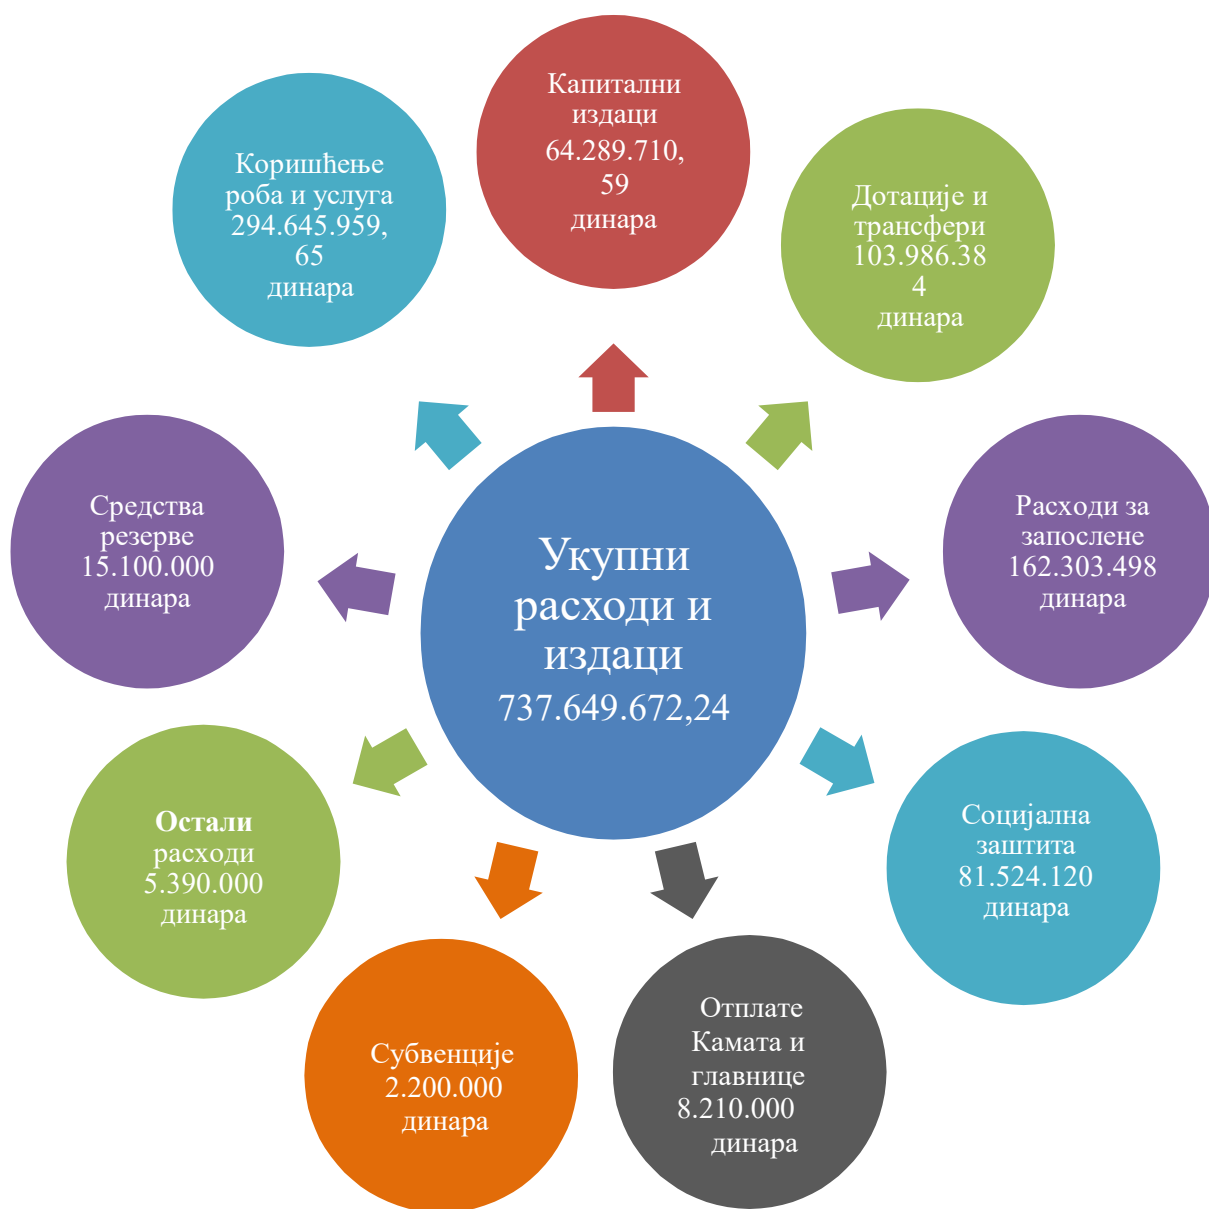 Капитални
издаци
64.289.710,
59
динара
Коришћење
роба и услуга
294.645.959,
65
динара
Дотације и
трансфери
103.986.38
4
динара
Средства
резерве
15.100.000
динара
Расходи за
запослене
162.303.498
динара
Укупни
расходи и
издаци
737.649.672,24
Остали
расходи
5.390.000
динара
Социјална
заштита
81.524.120
динара
Субвенције
2.200.000
динара
Отплате
Камата и
главнице
8.210.000
динара